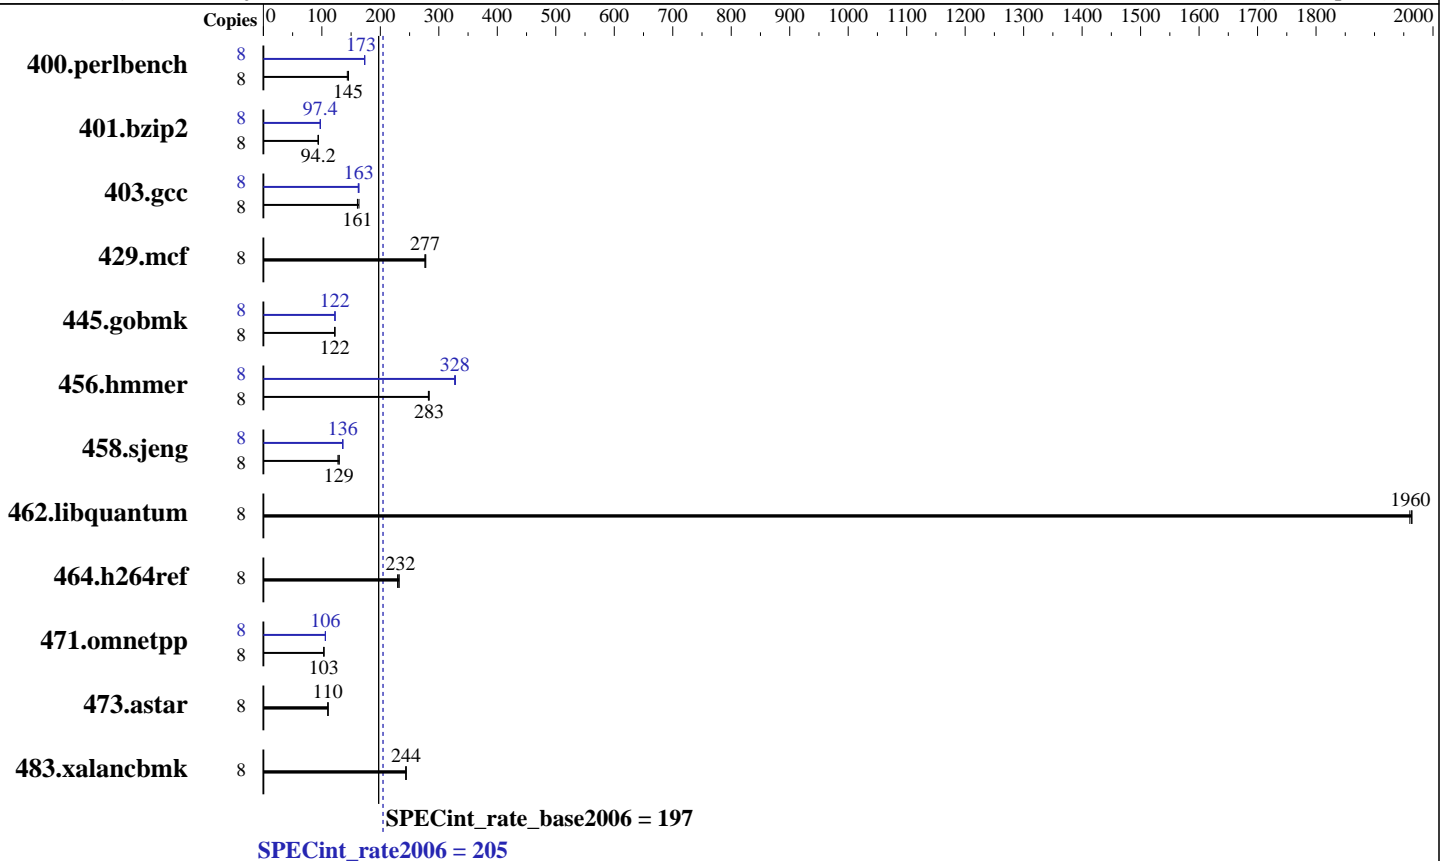 Copies 0 100 200 300 400 500 600 700 800 900 1000 1100 1200 1300 1400 1500 1600 1700 1800 2000
400.perlbench 8 173
8 145
401.bzip2 8 97.4
8 94.2
403.gcc 8 163
8 161
429.mcf 8 277
445.gobmk 8 122
8 122
456.hmmer 8 328
8 283
458.sjeng 8 136
8 129
462.libquantum 8 1960
464.h264ref 8 232
471.omnetpp 8 106
8 103
473.astar 8 110
483.xalancbmk 8 244
SPECint_rate_base2006 = 197
SPECint_rate2006 = 205